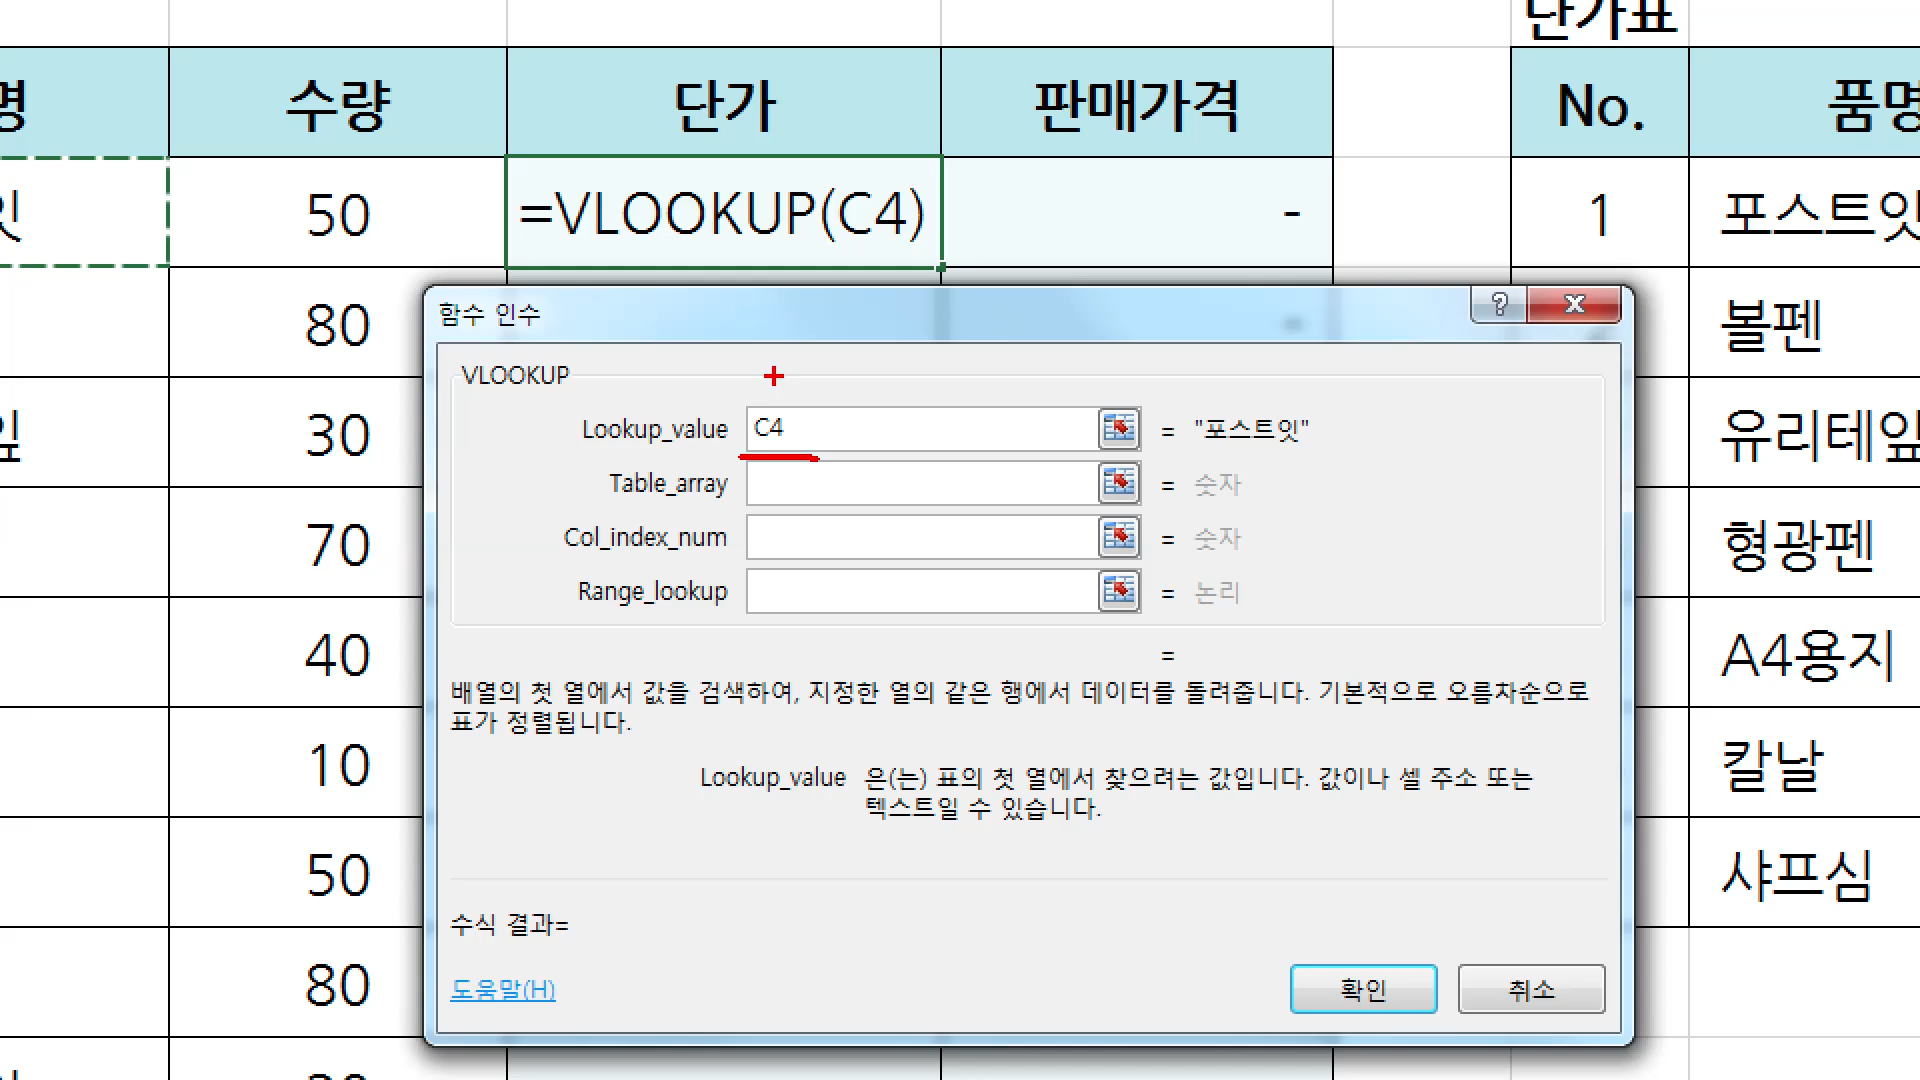 단가표
명 수량 단가 판매가격 No. 품명
잇 50 =VLOOKUP(C4) - 1 포스트잇
80 볼펜
잎 30 유리테잎
70 형광펜
40 A4용지
10 칼날
50 샤프심
80
함수 인수
VLOOKUP
Lookup_value C4 = "포스트잇"
Table_array = 숫자
Col_index_num = 숫자
Range_lookup = 논리
=
배열의 첫 열에서 값을 검색하여, 지정한 열의 같은 행에서 데이터를 돌려줍니다. 기본적으로 오름차순으로
표가 정렬됩니다.
Lookup_value 은(는) 표의 첫 열에서 찾으려는 값입니다. 값이나 셀 주소 또는
텍스트일 수 있습니다.
수식 결과=
도움말(H)
확인 취소